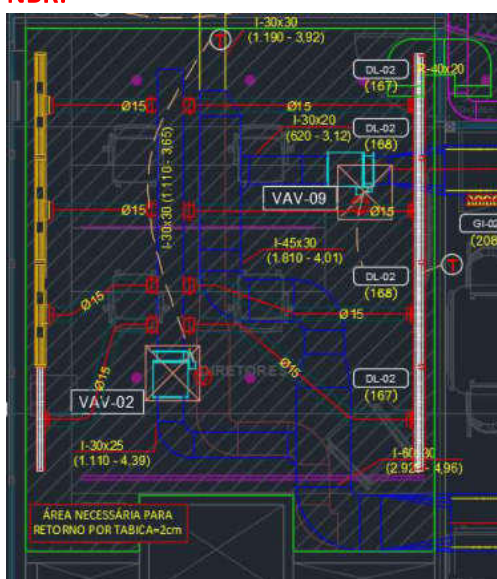 NBR:
I-30x30
(1.190 - 3,92)
T
DL-02
(167)
R-40x20
Ø15
Ø15
I-30x20
(620 - 3,12)
DL-02
(168)
I-30x30
(1.110 - 3,65)
VAV-09
Ø15
Ø15
GI-02
(208
I-45x30
(1.810 - 4,01)
T
DL-02
(168)
Ø15
Ø15
DIRETORES
Ø15
Ø15
DL-02
(167)
VAV-02
I-30x25
(1.110 - 4,39)
I-60x30
4,96)
ÁREA NECESSÁRIA PARA
RETORNO POR TABICA=2cm